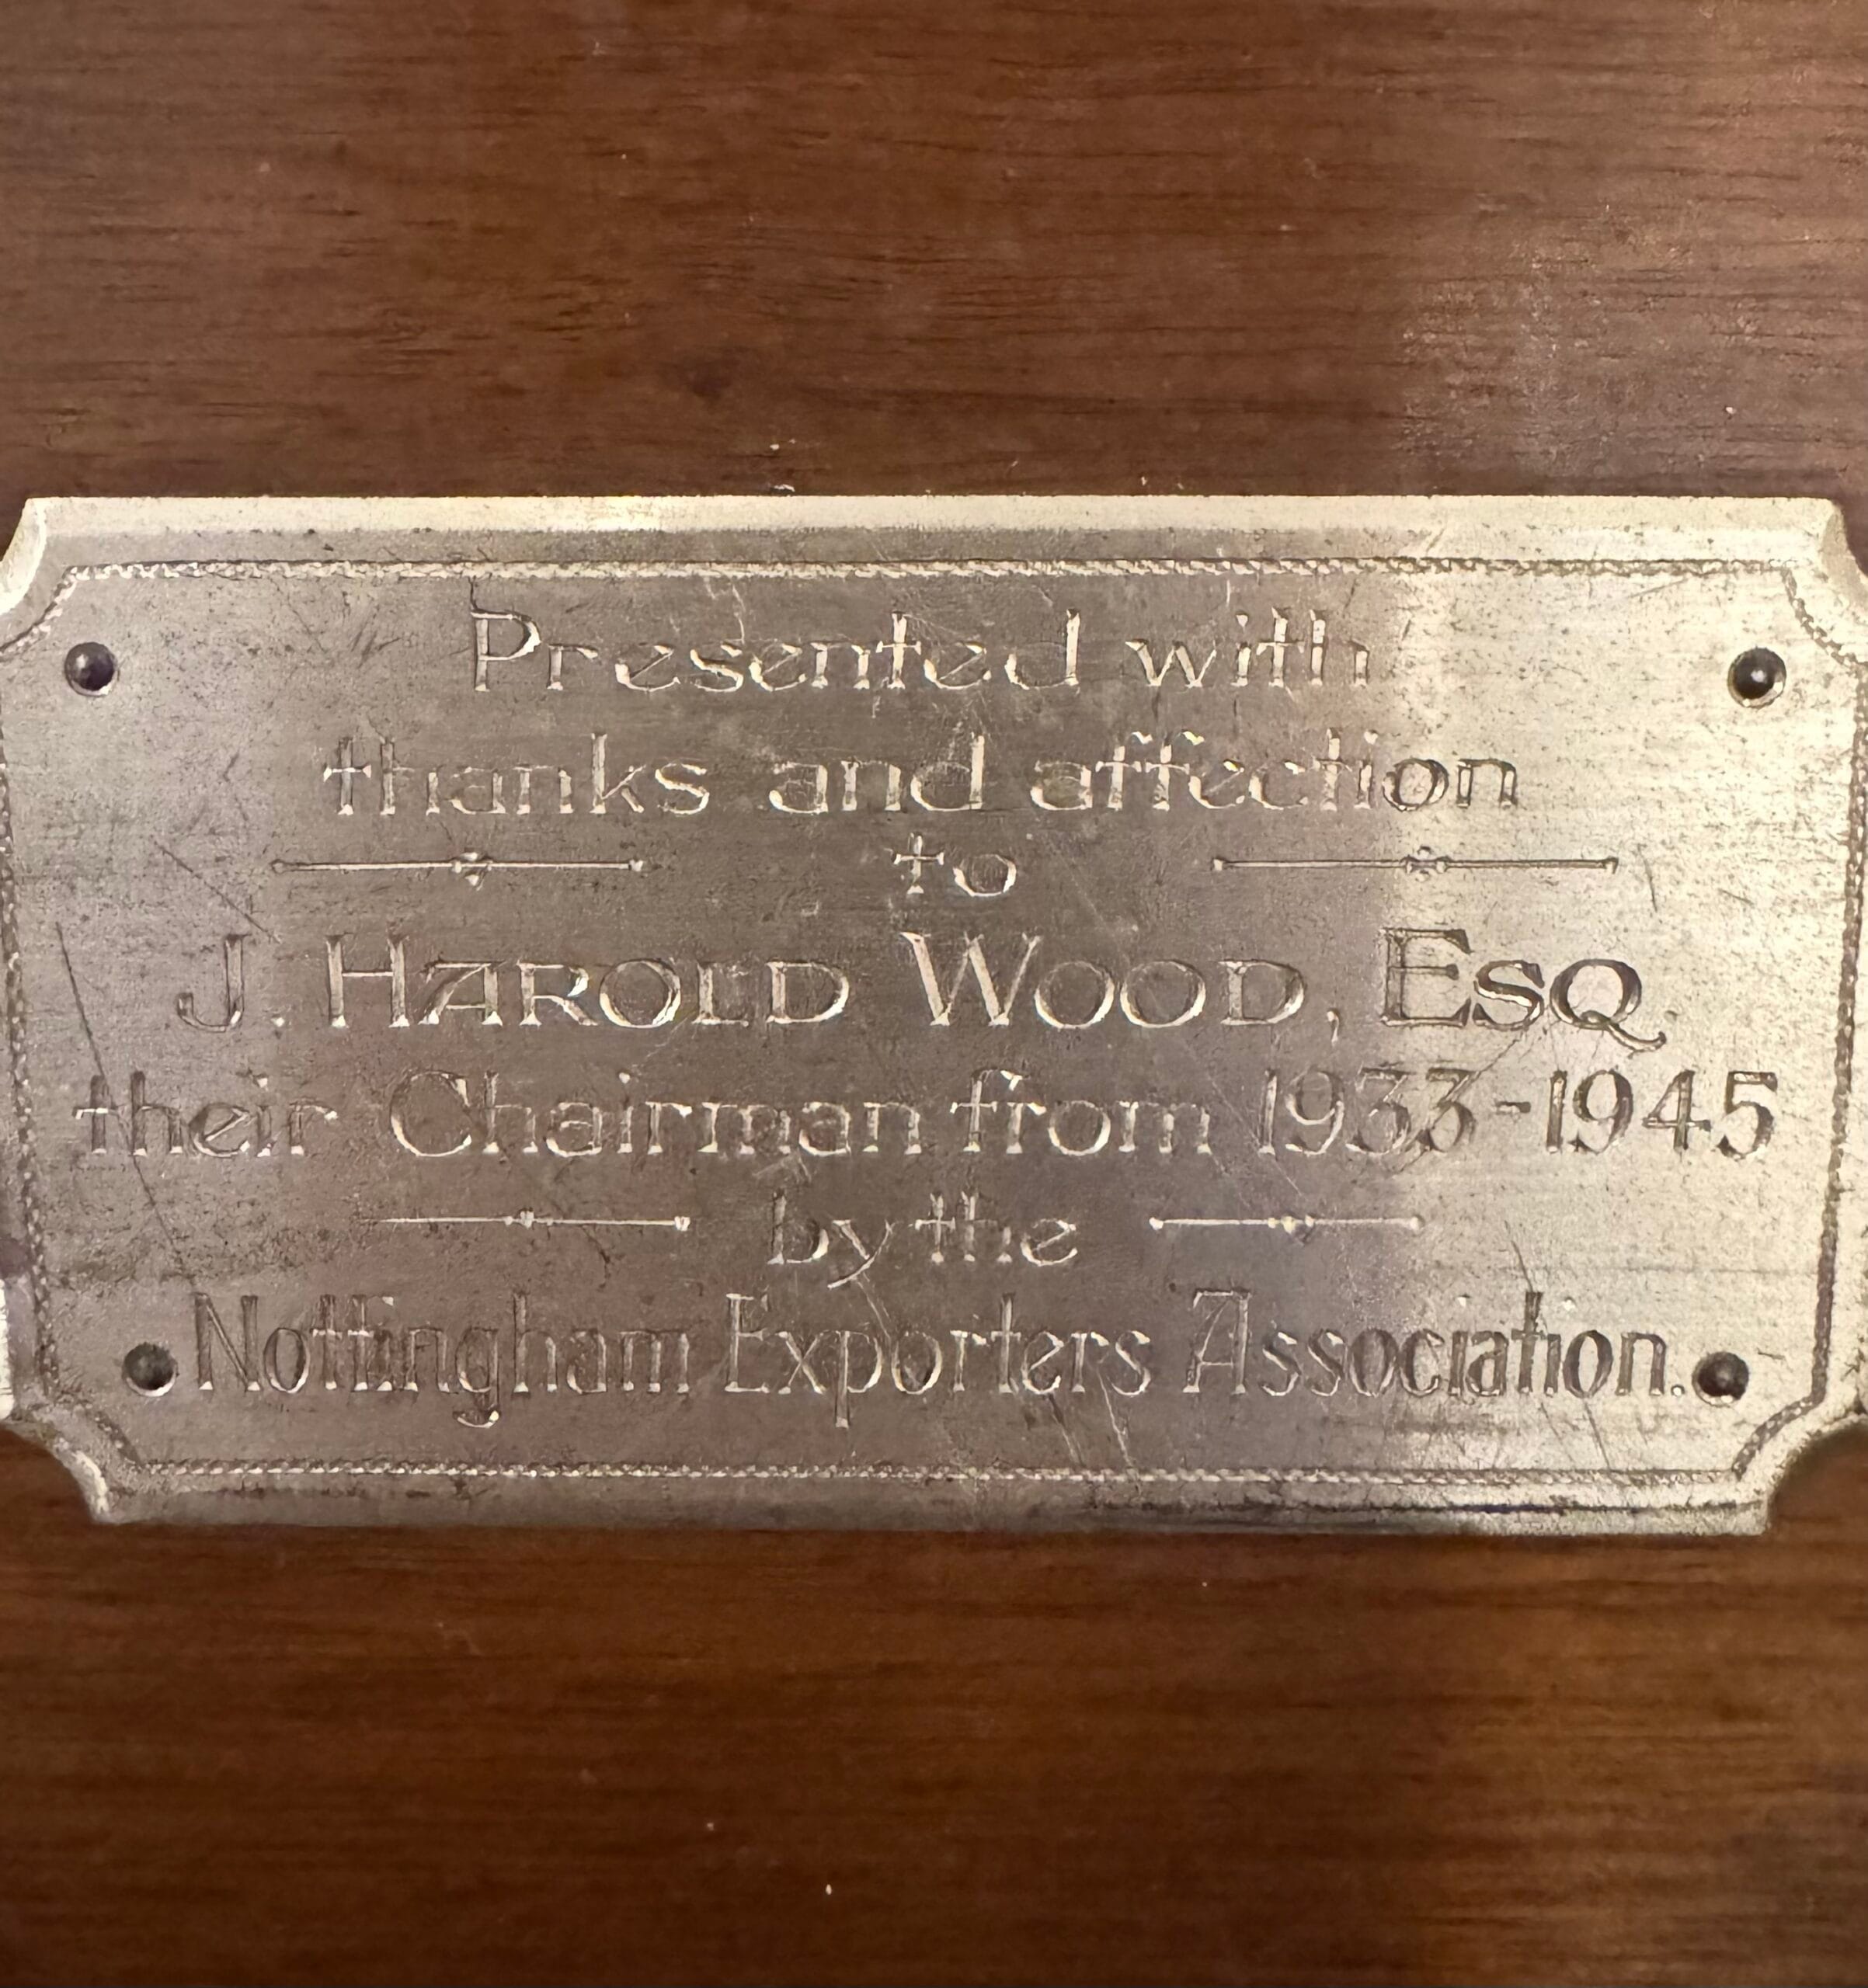 Presented with
thanks and affection
to
J. HAROLD WOOD, ESQ.
their Chairman from 1933-1945
by the
Nottingham Exporters Association.